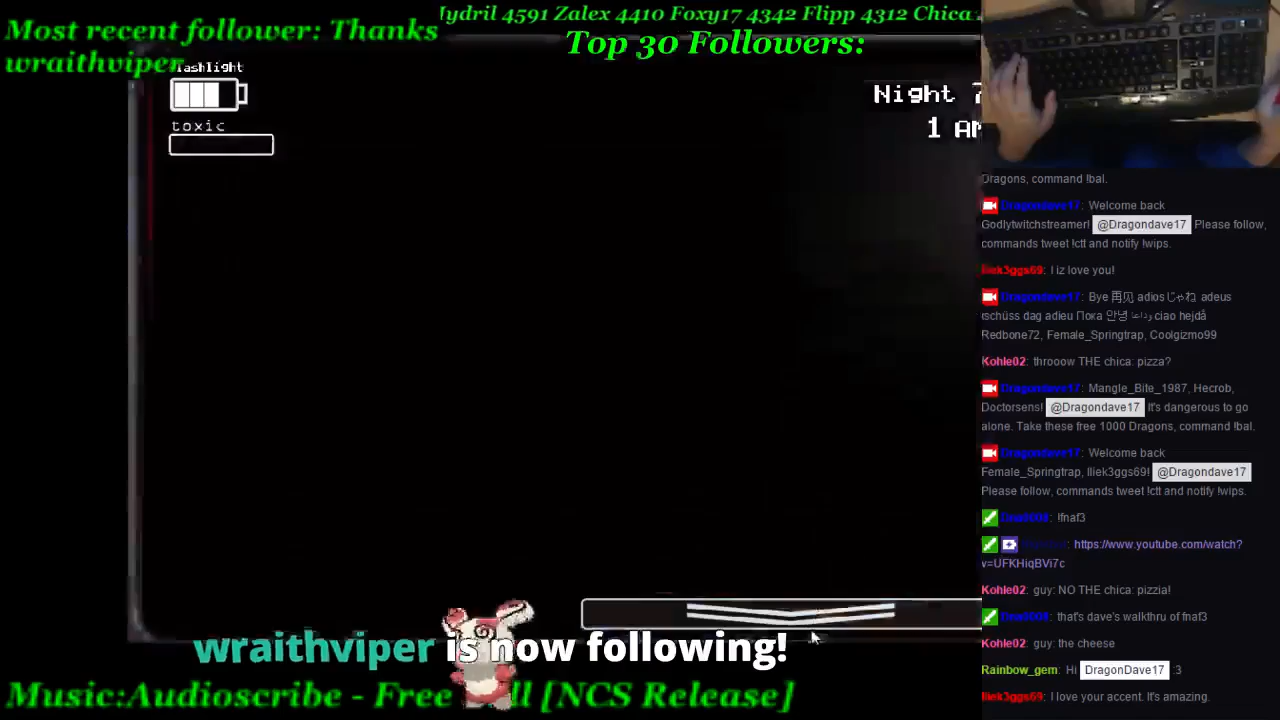 Hydril 4591 Zalex 4410 Foxy17 4342 Flipp 4312 Chica
Most recent follower: Thanks
wraithviper
Top 30 Followers:
flashlight
toxic
Night 7
1 AM
Dragons, command !bal.
Dragondave17: Welcome back
Godlytwitchstreamer! @Dragondave17 Please follow,
commands tweet !ctt and notify !wips.
Iliek3ggs69: I iz love you!
Dragondave17: Bye 再见 adios じゃね adeus
tschüss dag adieu Пока 안녕 وداعا ciao hejdå
Redbone72, Female_Springtrap, Coolgizmo99
Kohle02: throoow THE chica: pizza?
Dragondave17: Mangle_Bite_1987, Hecrob,
Doctorsens! @Dragondave17 it's dangerous to go
alone. Take these free 1000 Dragons, command !bal.
Dragondave17: Welcome back
Female_Springtrap, Iliek3ggs69! @Dragondave17
Please follow, commands tweet !ctt and notify !wips.
!fnaf3
https://www.youtube.com/watch?
v=UFKHiqBVi7c
Kohle02: guy: NO THE chica: pizzia!
that's dave's walkthru of fnaf3
Kohle02: guy: the cheese
Rainbow_gem: Hi DragonDave17 :3
Iliek3ggs69: I love your accent. It's amazing.
wraithviper is now following!
Music:Audioscribe - Free ll [NCS Release]